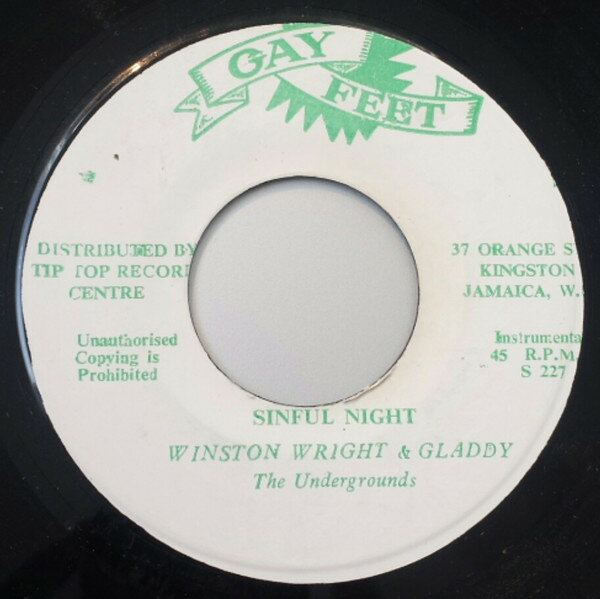 GAY
FEET
DISTRIBUTED BY
TIP TOP RECOR
CENTRE
37 ORANGE S
KINGSTON
JAMAICA, W.
Unauthorised
Copying is
Prohibited
Instrumenta
45 R.P.M.
S 227
SINFUL NIGHT
WINSTON WRIGHT & GLADDY
The Undergrounds